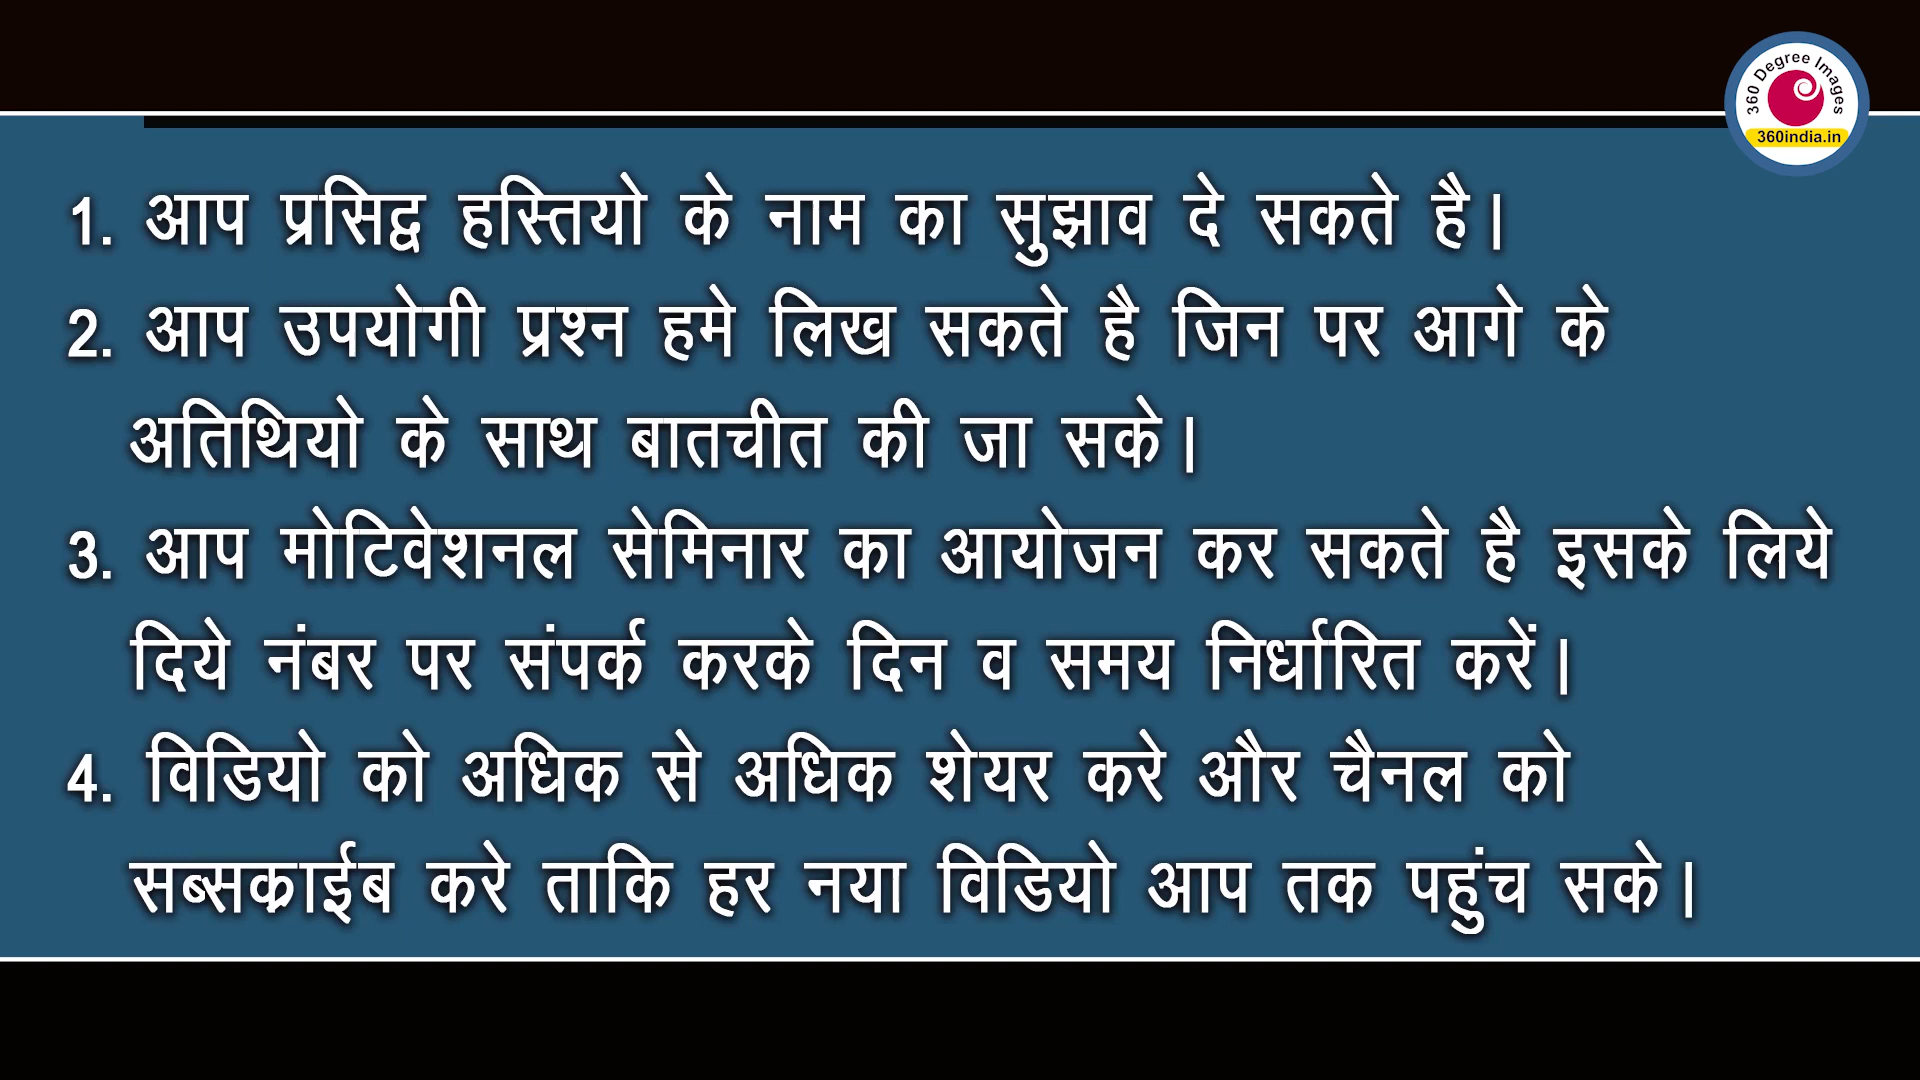 360 Degree Images
360india.in
1. आप प्रसिद्व हस्तियो के नाम का सुझाव दे सकते है।
2. आप उपयोगी प्रश्न हमे लिख सकते है जिन पर आगे के
अतिथियो के साथ बातचीत की जा सके।
3. आप मोटिवेशनल सेमिनार का आयोजन कर सकते है इसके लिये
दिये नंबर पर संपर्क करके दिन व समय निर्धारित करें।
4. विडियो को अधिक से अधिक शेयर करे और चैनल को
सब्सक्राईब करे ताकि हर नया विडियो आप तक पहुंच सके।